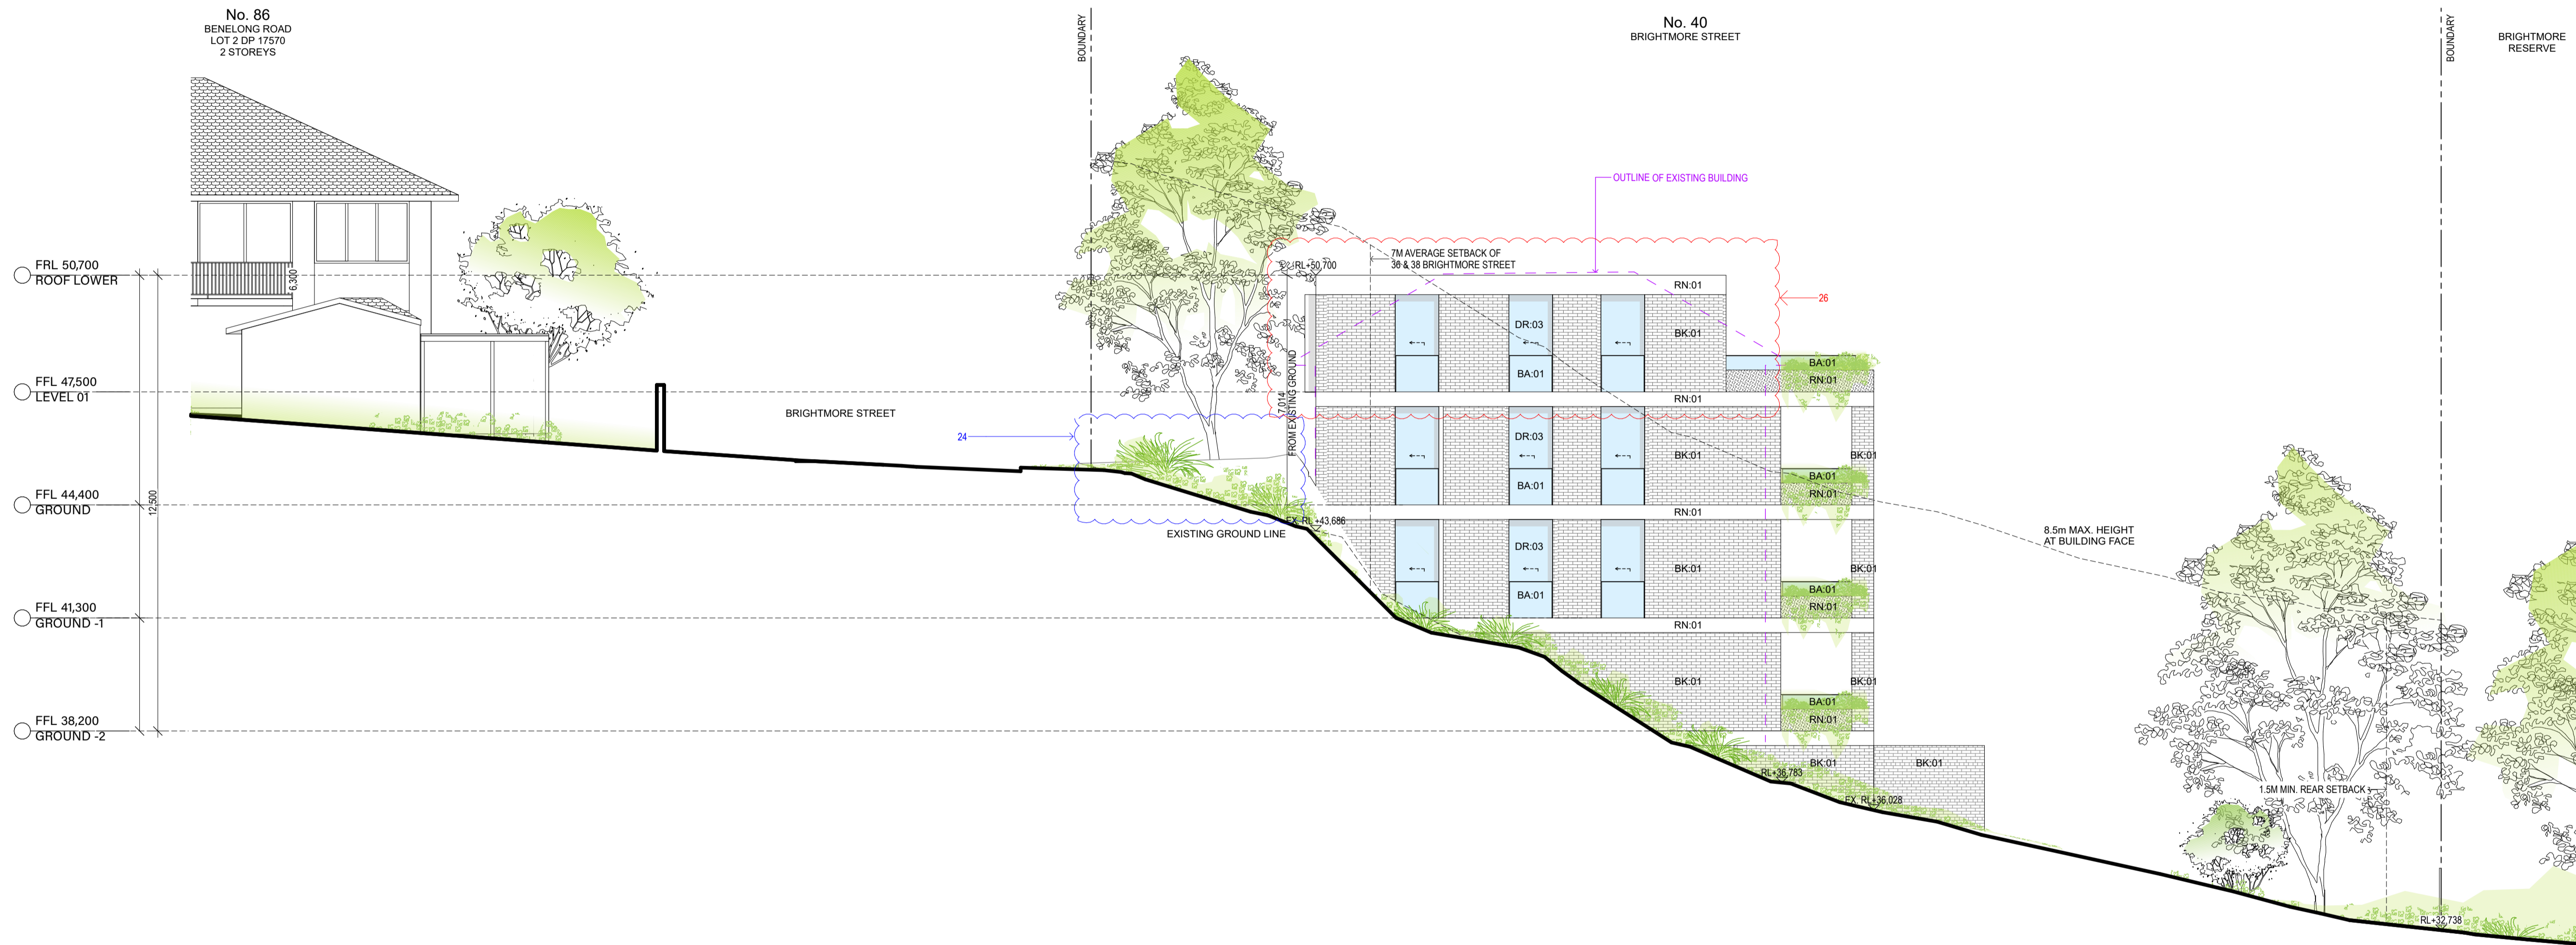 No. 86
BENELONG ROAD
LOT 2 DP 17570
2 STOREYS
BOUNDARY
No. 40
BRIGHTMORE STREET
BOUNDARY
BRIGHTMORE
RESERVE
OUTLINE OF EXISTING BUILDING
7M AVERAGE SETBACK OF
36 & 38 BRIGHTMORE STREET
RL+50,700
FRL 50,700
ROOF LOWER
6,300
RN:01
26
DR:03
BK:01
BA:01
BA:01
RN:01
FFL 47,500
LEVEL 01
RN:01
7,014
FROM EXISTING GROUND
BRIGHTMORE STREET
24
DR:03
BK:01
BK:01
BA:01
BA:01
RN:01
FFL 44,400
GROUND
12,500
RN:01
EX. RL +43,686
EXISTING GROUND LINE
8.5m MAX. HEIGHT
AT BUILDING FACE
DR:03
BK:01
BK:01
BA:01
BA:01
RN:01
FFL 41,300
GROUND -1
RN:01
BK:01
BK:01
BA:01
RN:01
FFL 38,200
GROUND -2
BK:01
BK:01
RL+36,783
EX. RL+36,028
1.5M MIN. REAR SETBACK
RL+32,738